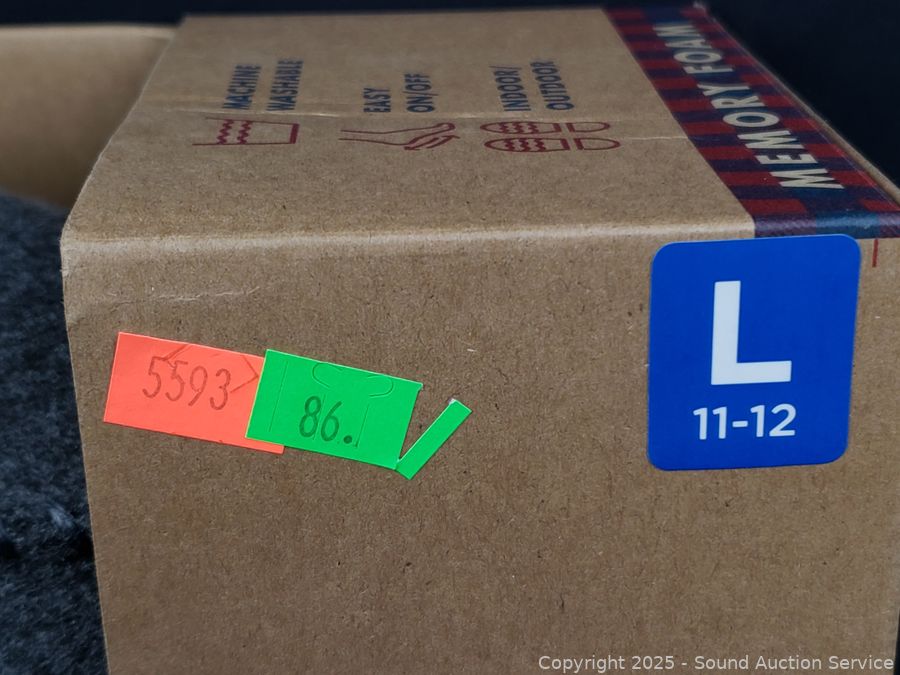 MACHINE
WASHABLE
EASY
ON/OFF
INDOOR/
OUTDOOR
MEMORY FOAM
L
11-12
5593
86.
Copyright © 2025 - Sound Auction Service